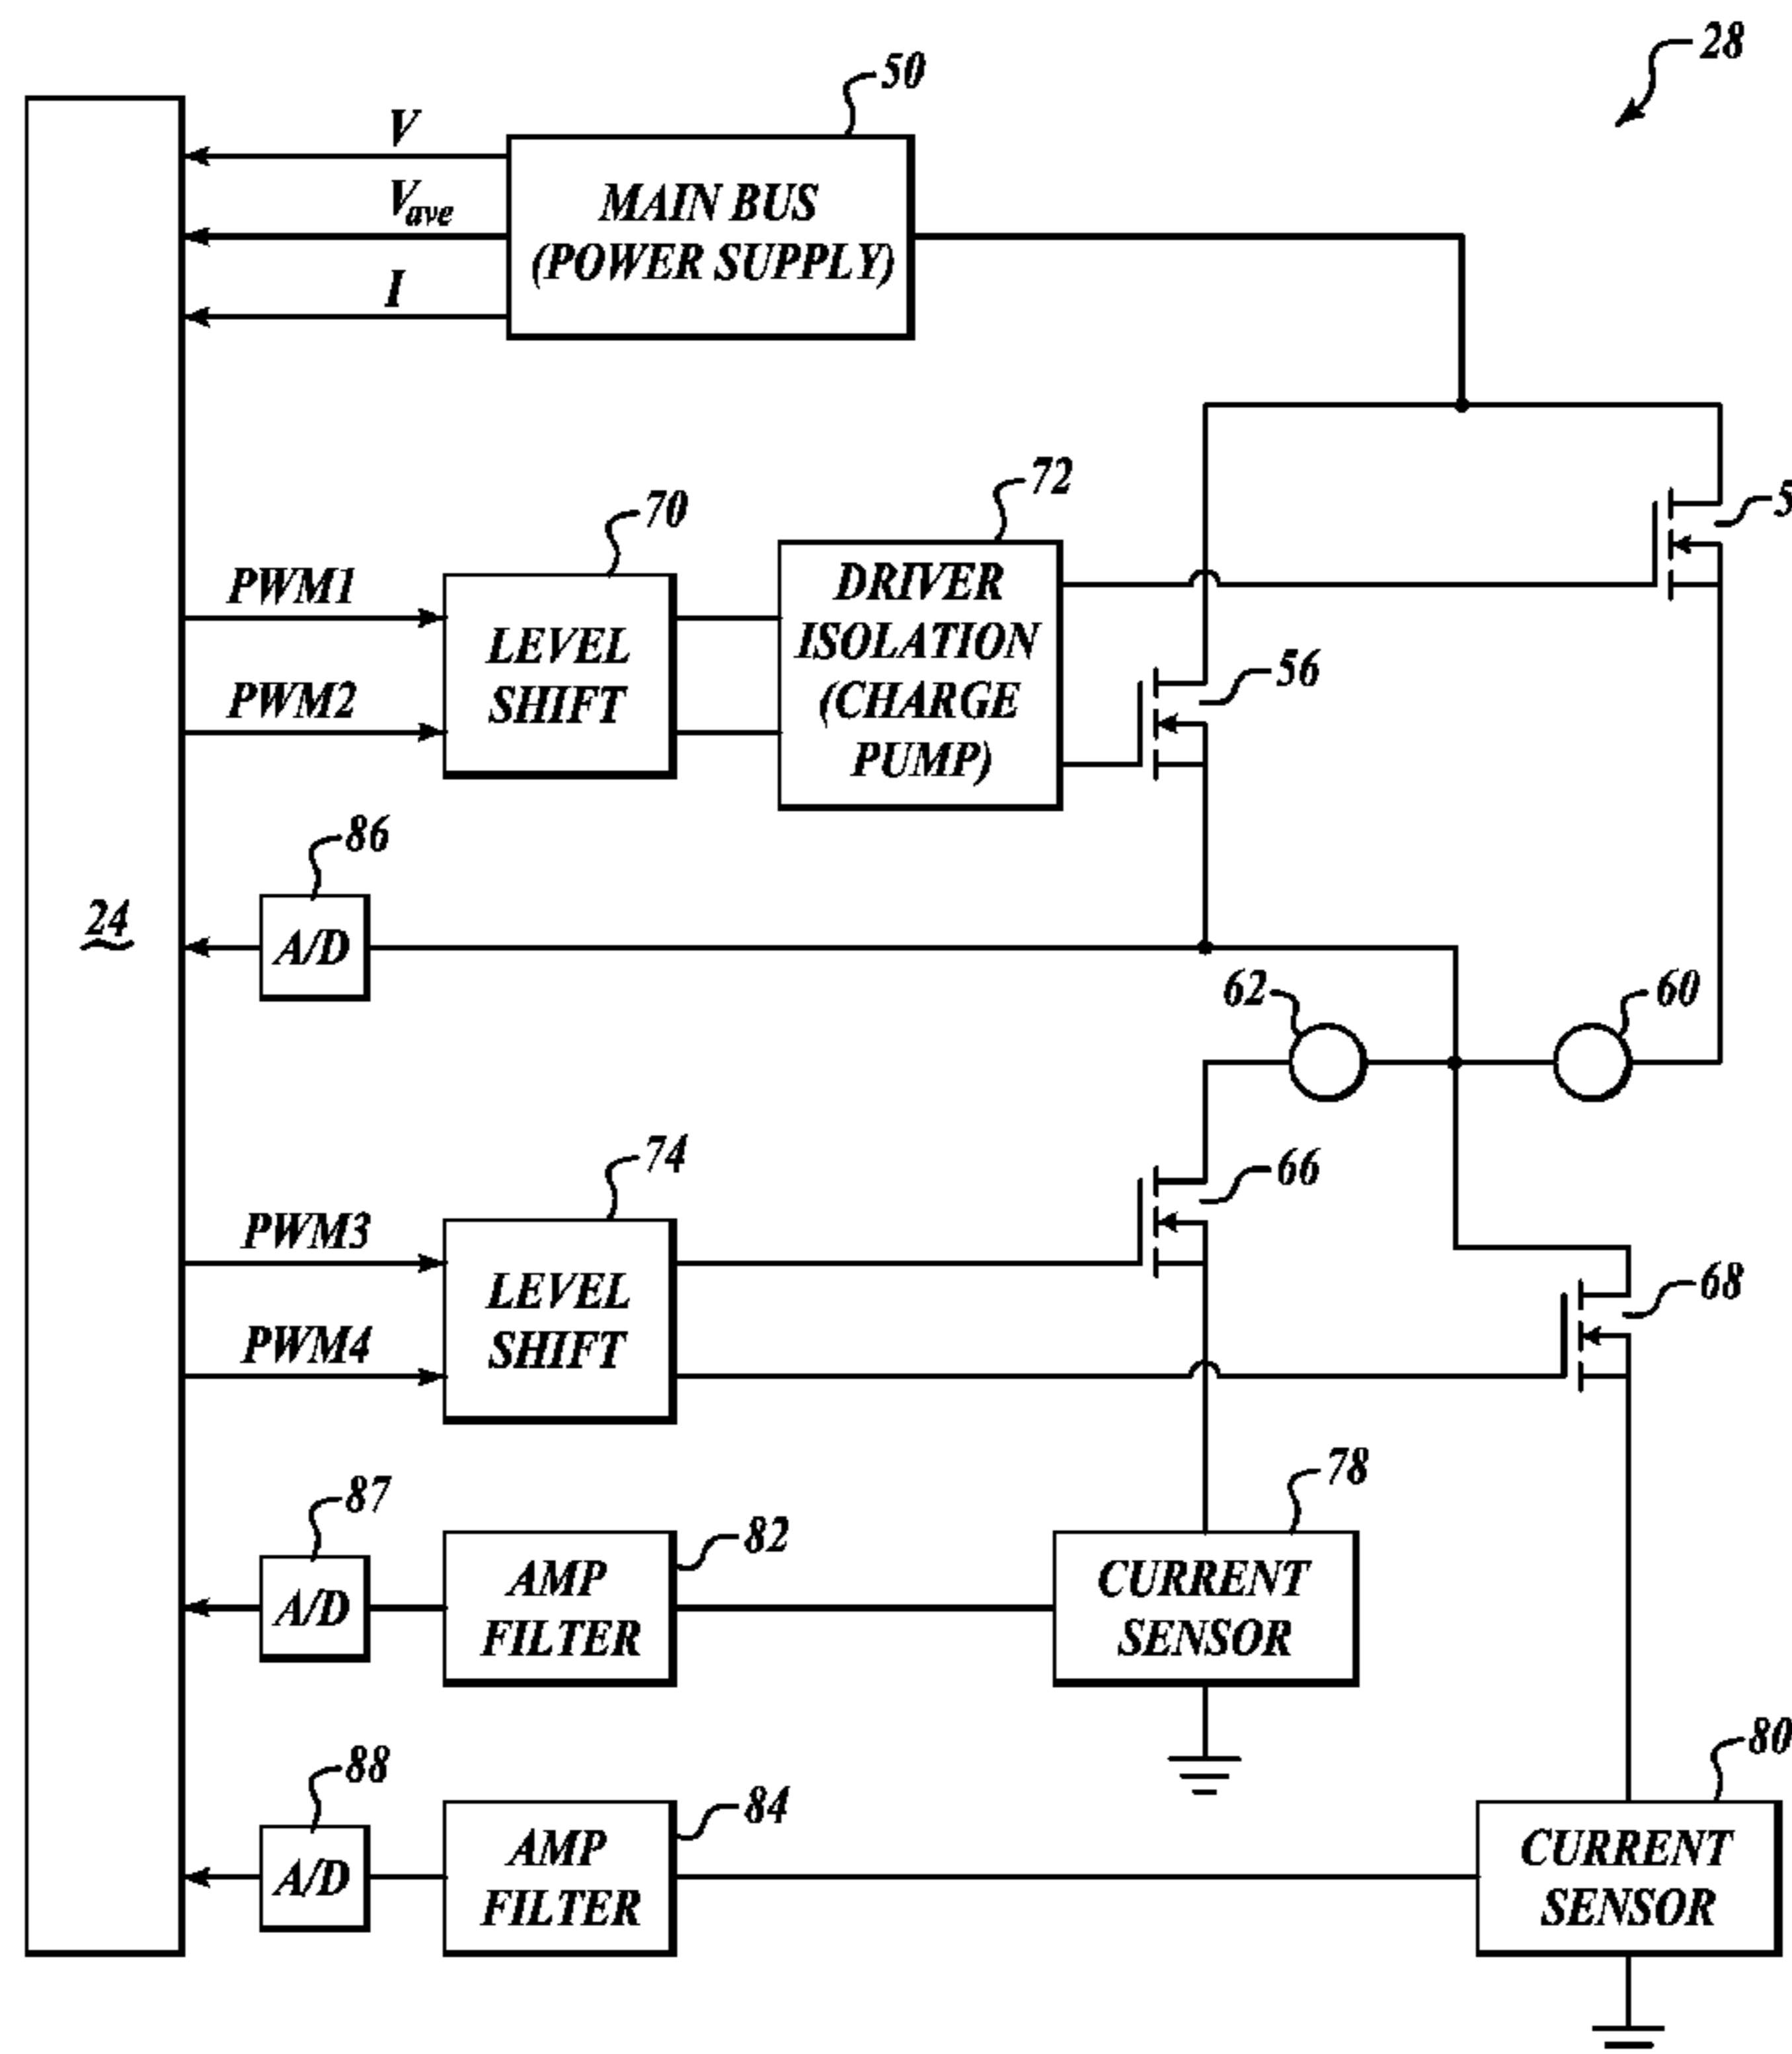 28
50
V
V_ave
I
MAIN BUS
(POWER SUPPLY)
72
70
5
PWM1
PWM2
LEVEL
SHIFT
DRIVER
ISOLATION
(CHARGE
PUMP)
56
86
24
A/D
62
60
74
66
PWM3
PWM4
LEVEL
SHIFT
68
78
87
82
A/D
AMP
FILTER
CURRENT
SENSOR
80
88
84
A/D
AMP
FILTER
CURRENT
SENSOR